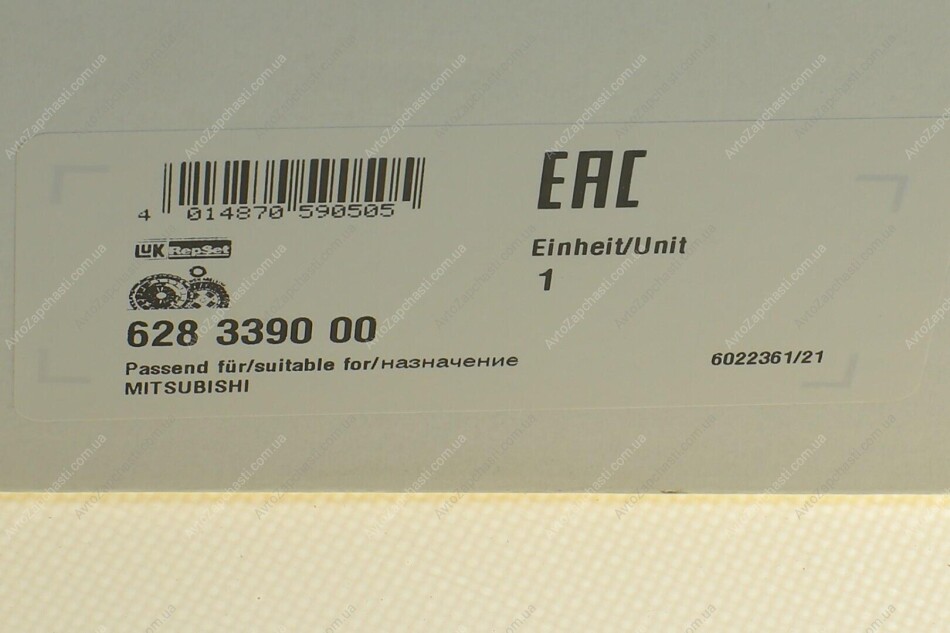 4 014870 590505
EAC
LUK RepSet
Einheit/Unit
1
628 3390 00
Passend für/suitable for/назначение
MITSUBISHI
6022361/21
AvtoZapchasti.com.ua